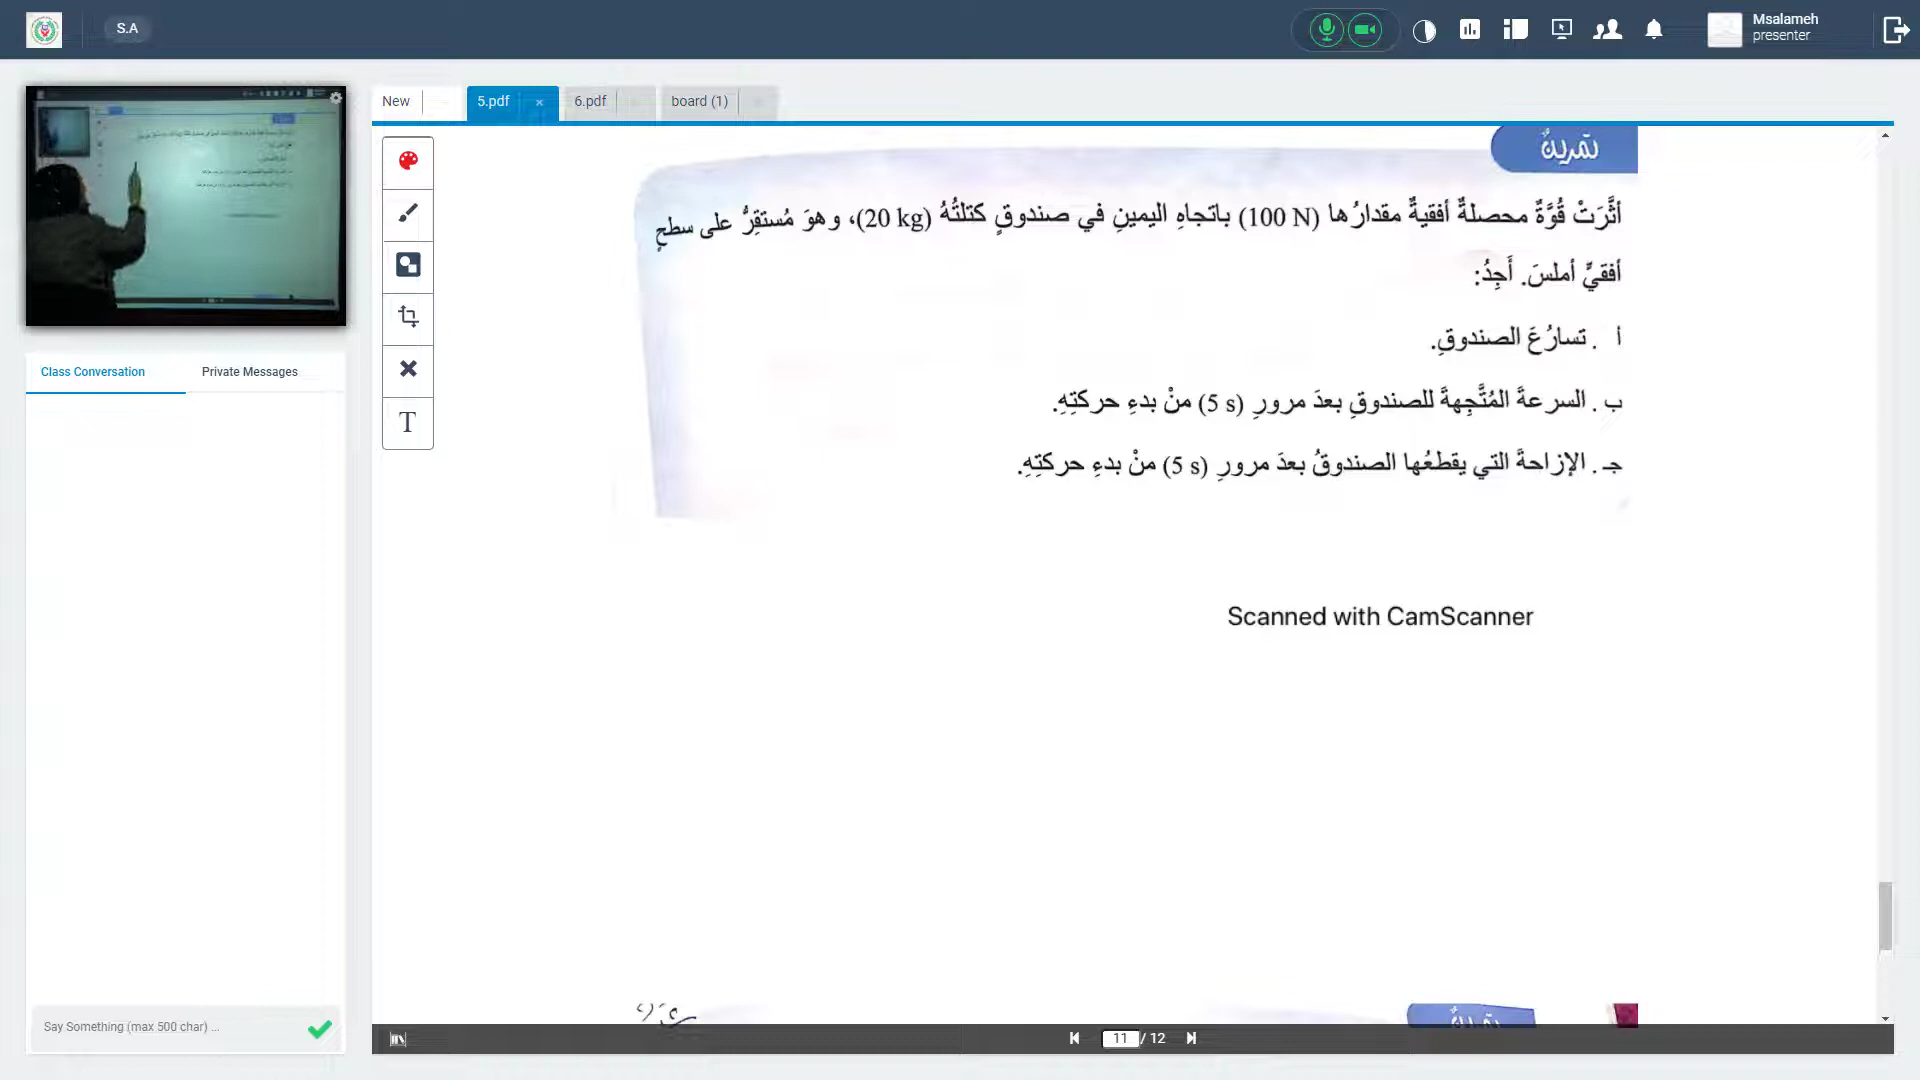 S.A
Msalameh
presenter
New
5.pdf
6.pdf
board (1)
Class Conversation
Private Messages
تمرينٌ
أثَّرَتْ قُوَّةٌ محصلةٌ أفقيةٌ مقدارُها (100 N) باتجاهِ اليمينِ في صندوقٍ كتلتُهُ (20 kg)، وهوَ مُستقِرٌّ على سطحٍ
أفقيٍّ أملسَ. أَجِدُ:
أ . تسارُعَ الصندوقِ.
ب . السرعةَ المُتَّجِهةَ للصندوقِ بعدَ مرورِ (5 s) منْ بدءِ حركتِهِ.
جـ . الإزاحةَ التي يقطعُها الصندوقُ بعدَ مرورِ (5 s) منْ بدءِ حركتِهِ.
T
Scanned with CamScanner
Say Something (max 500 char) ...
11 / 12